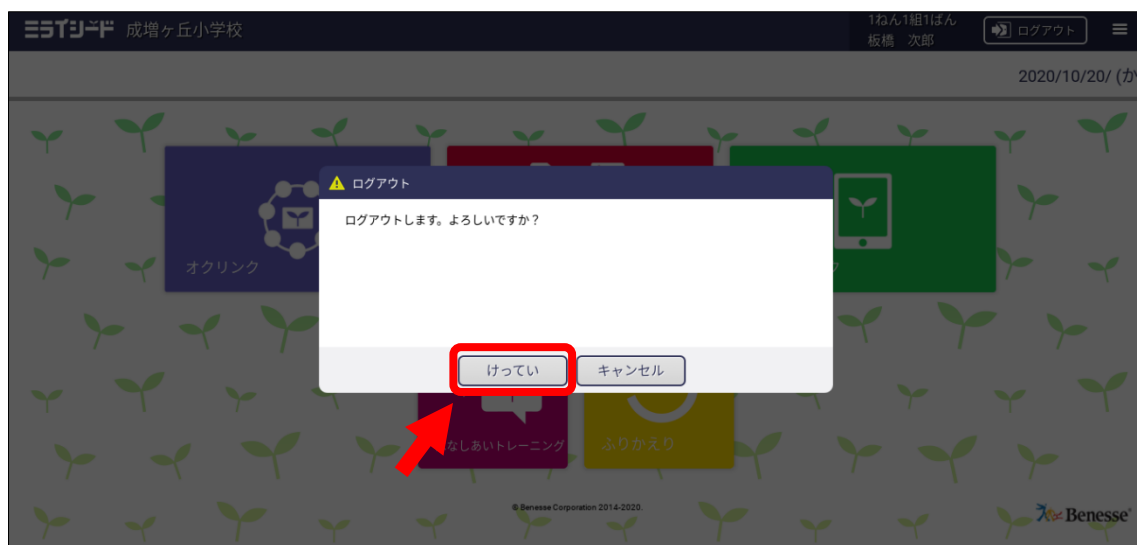 ミライシード 成増ヶ丘小学校
1ねん1組1ばん
板橋 次郎
ログアウト
2020/10/20/ (か
ログアウト
ログアウトします。よろしいですか？
オクリンク
けってい
キャンセル
なしあいトレーニング
ふりかえり
© Benesse Corporation 2014-2020.
Benesse